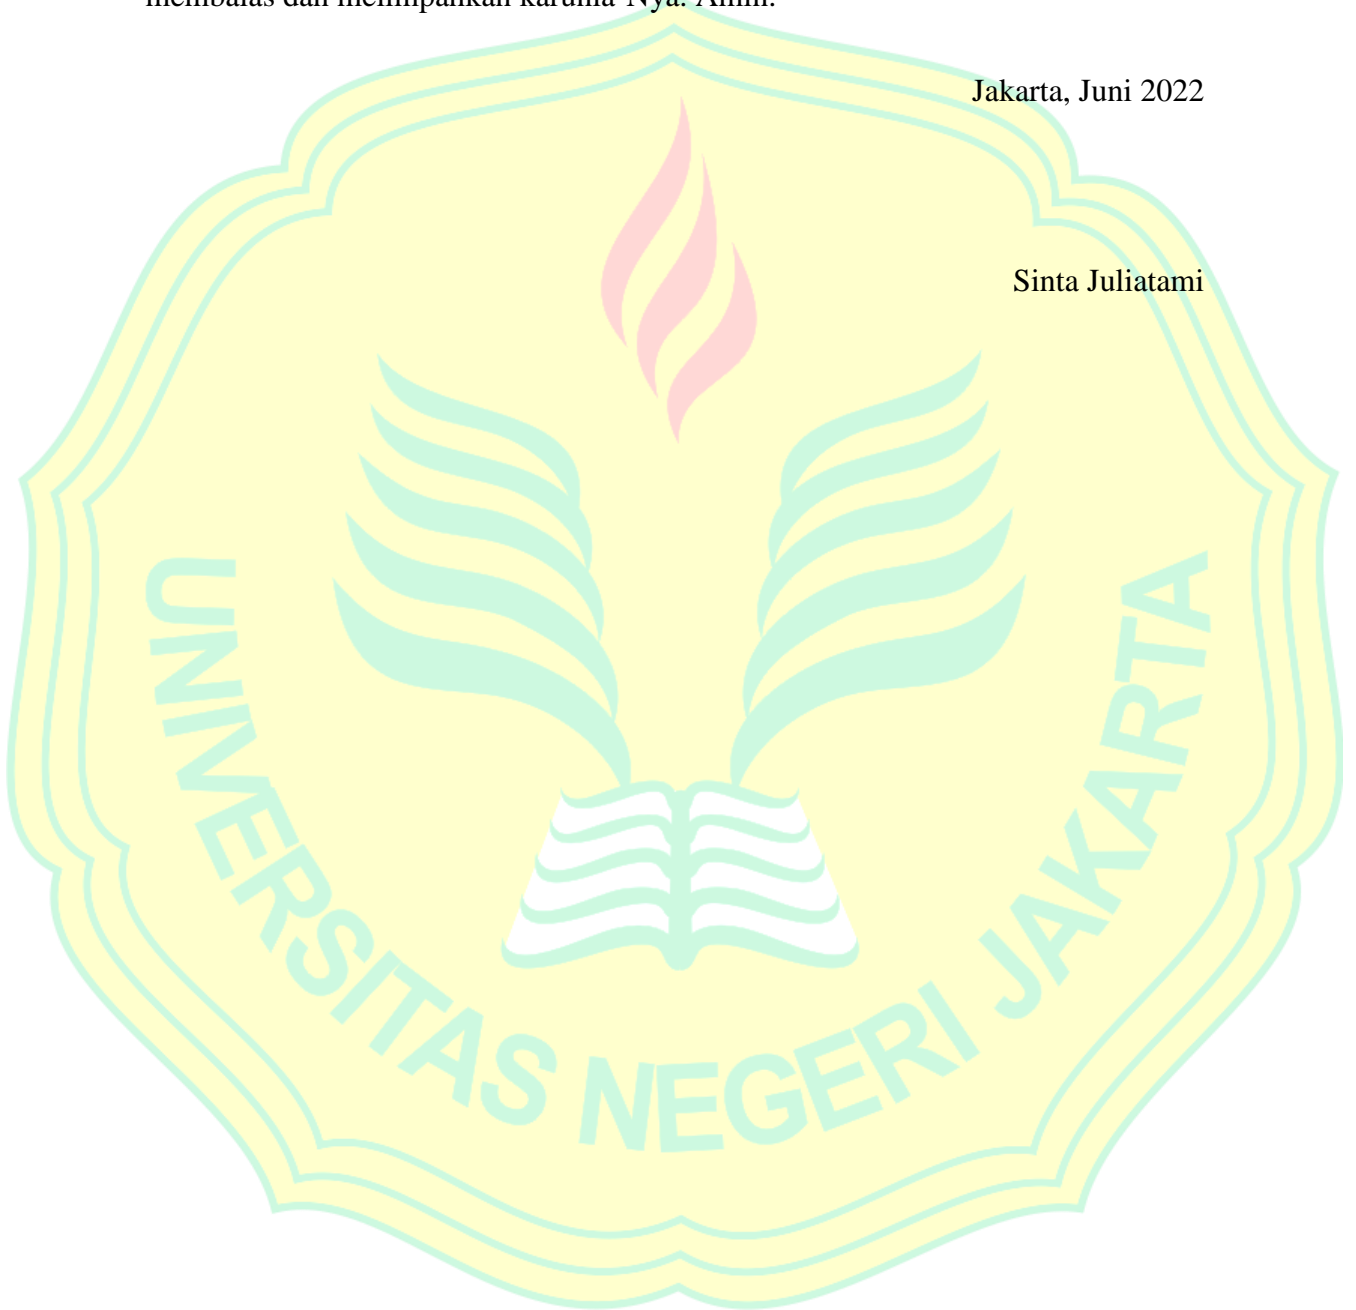 membalas dan melimpahkan karunia-Nya. Amin.
Jakarta, Juni 2022
Sinta Juliatami
UNIVERSITAS NEGERI JAKARTA